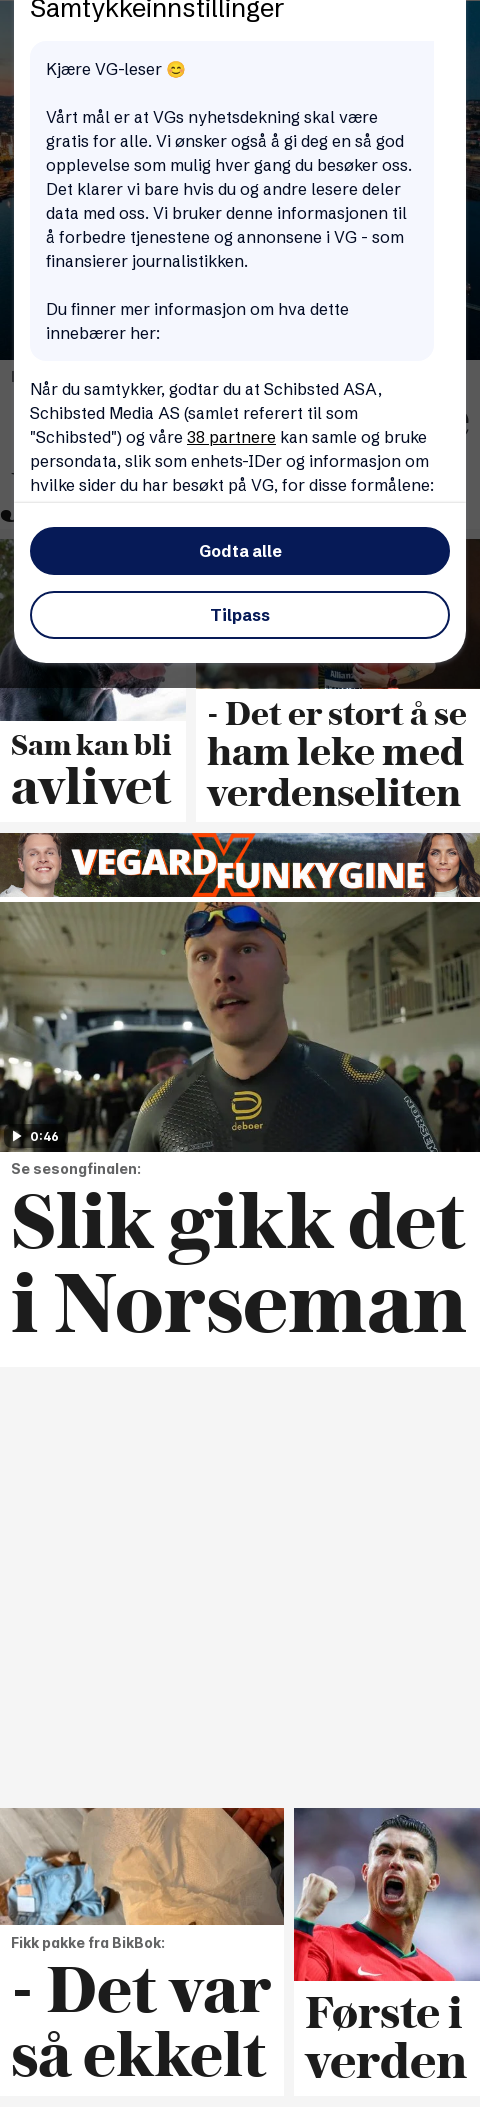 Samtykkeinnstillinger
Kjære VG-leser 😊
Vårt mål er at VGs nyhetsdekning skal være
gratis for alle. Vi ønsker også å gi deg en så god
opplevelse som mulig hver gang du besøker oss.
Det klarer vi bare hvis du og andre lesere deler
data med oss. Vi bruker denne informasjonen til
å forbedre tjenestene og annonsene i VG - som
finansierer journalistikken.
Du finner mer informasjon om hva dette
innebærer her:
Når du samtykker, godtar du at Schibsted ASA,
Schibsted Media AS (samlet referert til som
"Schibsted") og våre 38 partnere kan samle og bruke
persondata, slik som enhets-IDer og informasjon om
hvilke sider du har besøkt på VG, for disse formålene:
Godta alle
Tilpass
Allianz
Sam kan bli
avlivet
- Det er stort å se
ham leke med
verdenseliten
VEGARD X FUNKYGINE
deboer
NORSEM
0:46
Se sesongfinalen:
Slik gikk det
i Norseman
Fikk pakke fra BikBok:
- Det var
så ekkelt
Første i
verden